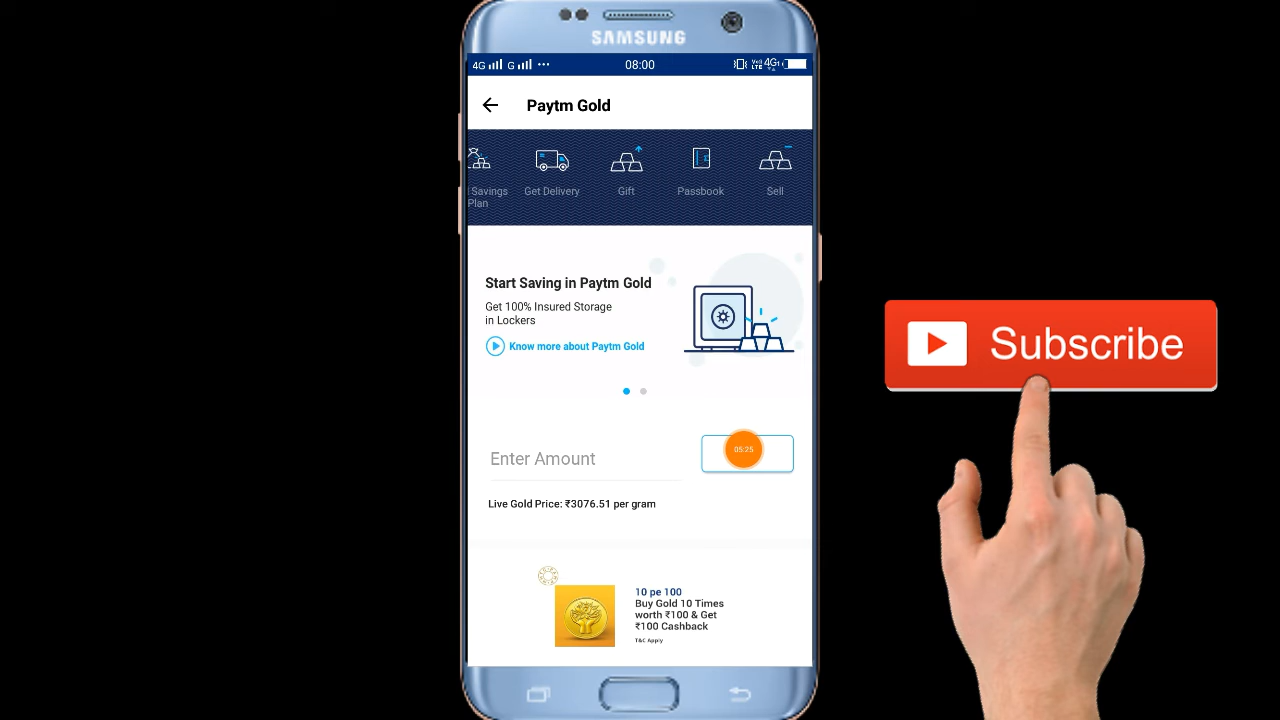 SAMSUNG
4G G 08:00 4G
Paytm Gold
Savings
Plan
Get Delivery
Gift
Passbook
Sell
Start Saving in Paytm Gold
Get 100% Insured Storage
in Lockers
Know more about Paytm Gold
Enter Amount
05:25
Live Gold Price: ₹3076.51 per gram
10 pe 100
Buy Gold 10 Times
worth ₹100 & Get
₹100 Cashback
T&C Apply
Subscribe